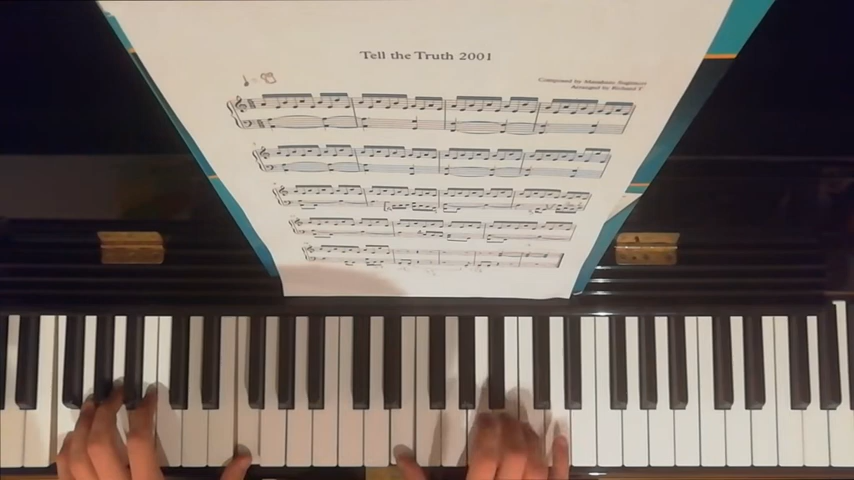 Tell the Truth 2001
Composed by Masakazu Sugimori
Arranged by Richard T